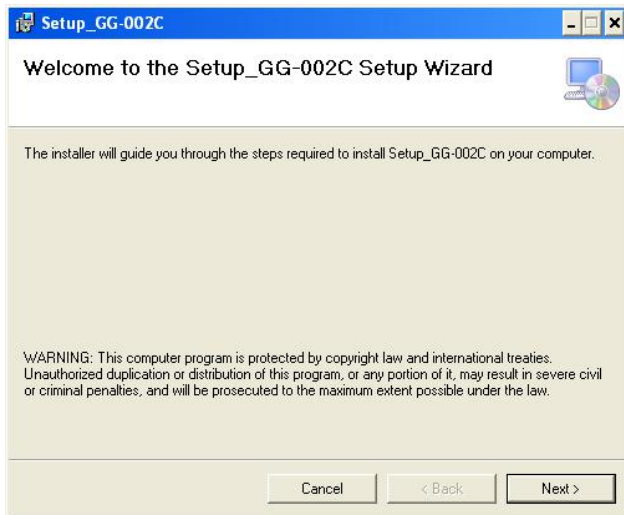 Setup_GG-002C
Welcome to the Setup_GG-002C Setup Wizard
The installer will guide you through the steps required to install Setup_GG-002C on your computer.
WARNING: This computer program is protected by copyright law and international treaties.
Unauthorized duplication or distribution of this program, or any portion of it, may result in severe civil
or criminal penalties, and will be prosecuted to the maximum extent possible under the law.
Cancel
< Back
Next >